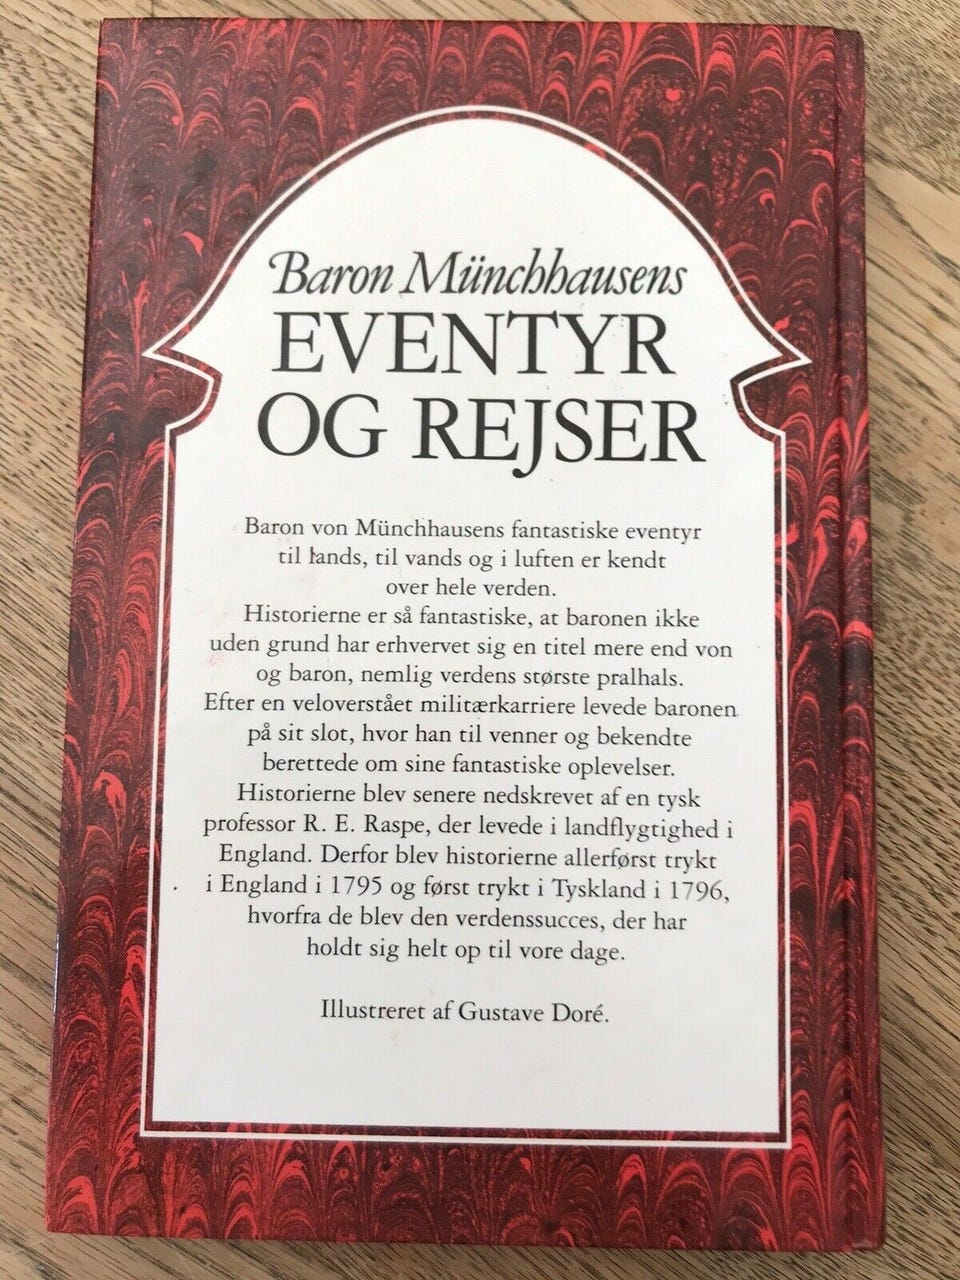 Baron Münchhausens
EVENTYR
OG REJSER
Baron von Münchhausens fantastiske eventyr
til lands, til vands og i luften er kendt
over hele verden.
Historierne er så fantastiske, at baronen ikke
uden grund har erhvervet sig en titel mere end von
og baron, nemlig verdens største pralhals.
Efter en veloverstået militærkarriere levede baronen
på sit slot, hvor han til venner og bekendte
berettede om sine fantastiske oplevelser.
Historierne blev senere nedskrevet af en tysk
professor R. E. Raspe, der levede i landflygtighed i
England. Derfor blev historierne allerførst trykt
i England i 1795 og først trykt i Tyskland i 1796,
hvorfra de blev den verdenssucces, der har
holdt sig helt op til vore dage.
Illustreret af Gustave Doré.